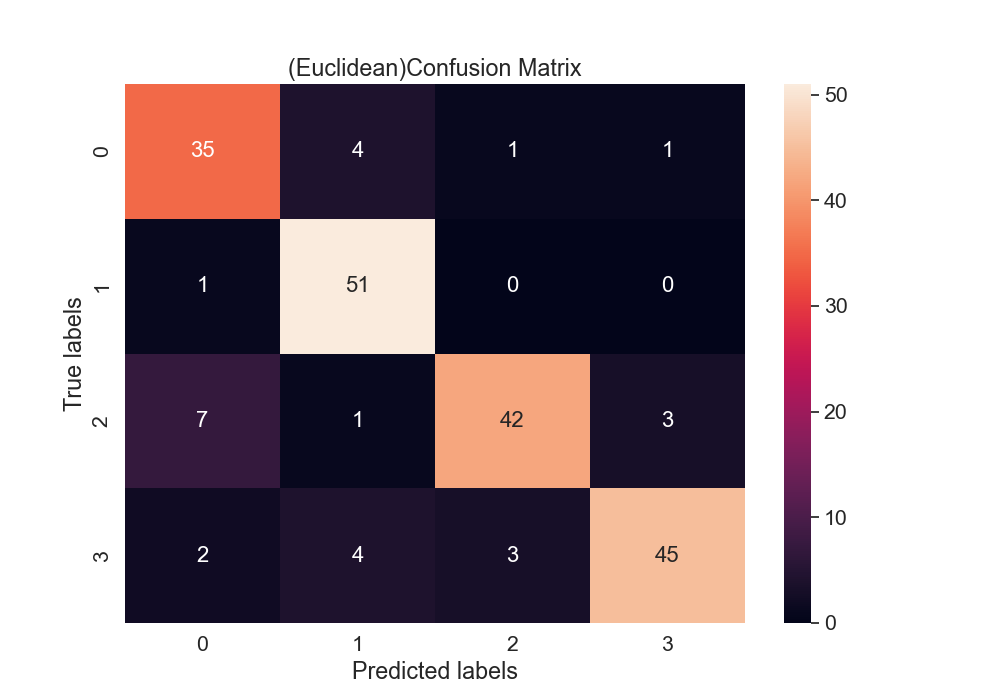 (Euclidean)Confusion Matrix
50
0 35 4 1 1
40
1 1 51 0 0
30
True labels
20
2 7 1 42 3
10
3 2 4 3 45
0
0 1 2 3
Predicted labels